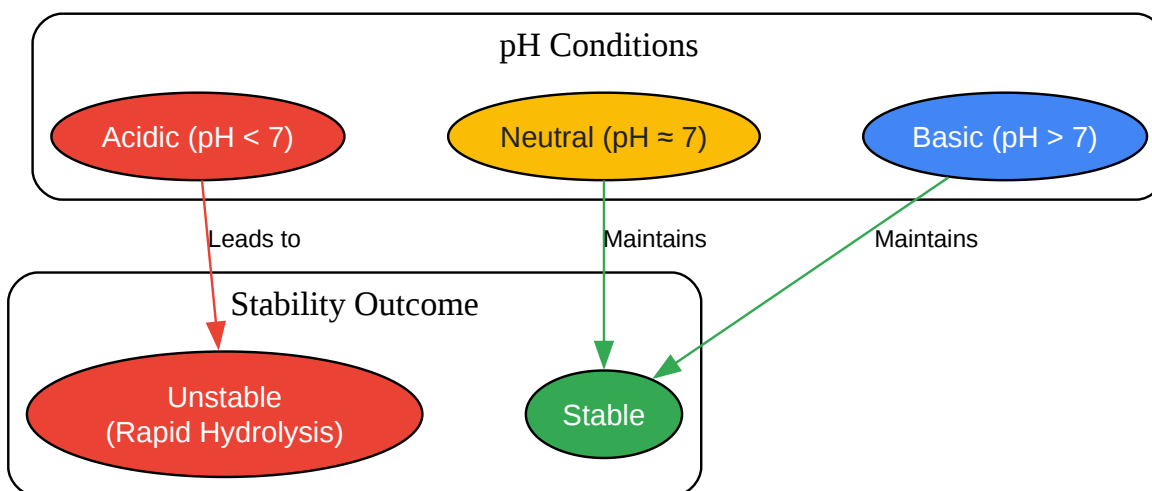 pH Conditions
Acidic (pH < 7)
Neutral (pH ≈ 7)
Basic (pH > 7)
Leads to
Maintains
Maintains
Stability Outcome
Unstable
(Rapid Hydrolysis)
Stable